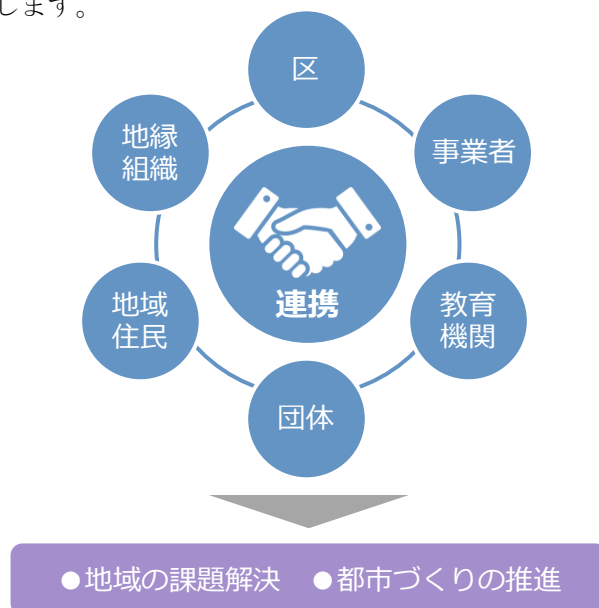 します。
区
事業者
教育
機関
団体
地域
住民
地縁
組織
連携
●地域の課題解決 ●都市づくりの推進